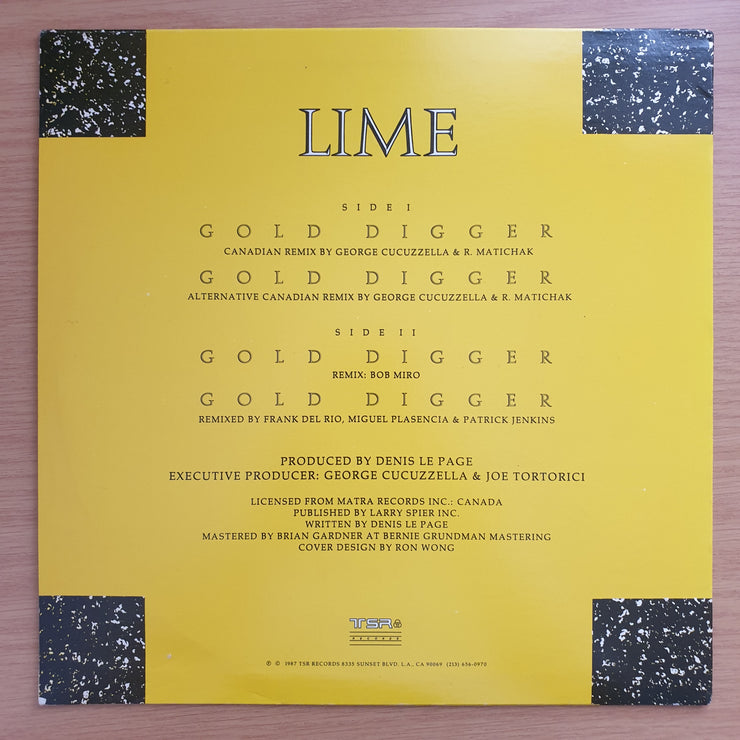 LIME
SIDE I
GOLD DIGGER
CANADIAN REMIX BY GEORGE CUCUZZELLA & R. MATICHAK
GOLD DIGGER
ALTERNATIVE CANADIAN REMIX BY GEORGE CUCUZZELLA & R. MATICHAK
SIDE II
GOLD DIGGER
REMIX: BOB MIRO
GOLD DIGGER
REMIXED BY FRANK DEL RIO, MIGUEL PLASENCIA & PATRICK JENKINS
PRODUCED BY DENIS LE PAGE
EXECUTIVE PRODUCER: GEORGE CUCUZZELLA & JOE TORTORICI
LICENSED FROM MATRA RECORDS INC.: CANADA
PUBLISHED BY LARRY SPIER INC.
WRITTEN BY DENIS LE PAGE
MASTERED BY BRIAN GARDNER AT BERNIE GRUNDMAN MASTERING
COVER DESIGN BY RON WONG
TSR
RECORDS
℗ © 1987 TSR RECORDS 8335 SUNSET BLVD. L.A., CA 90069 (213) 656-0970